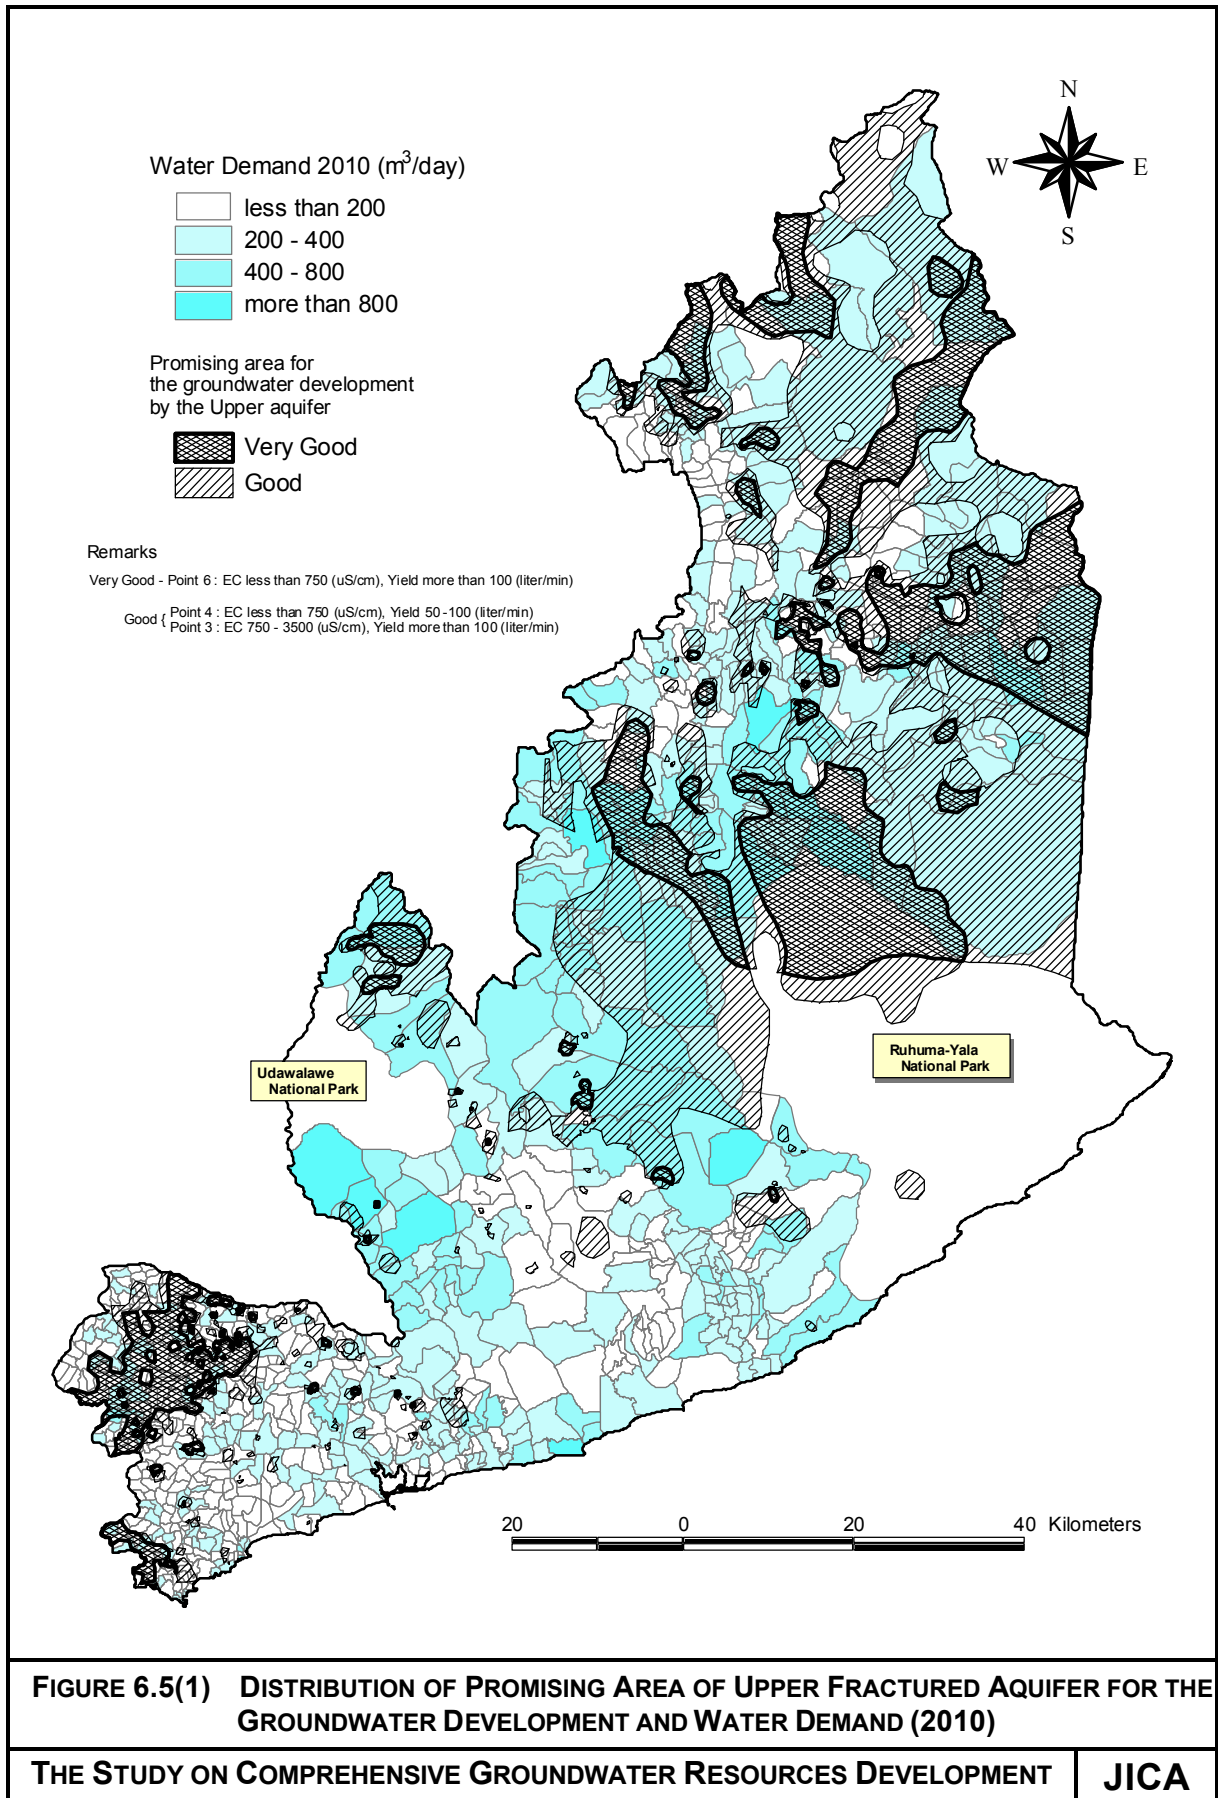 N
W E
S
Water Demand 2010 (m³/day)
less than 200
200 - 400
400 - 800
more than 800
Promising area for
the groundwater development
by the Upper aquifer
Very Good
Good
Remarks
Very Good - Point 6 : EC less than 750 (uS/cm), Yield more than 100 (liter/min)
Good { Point 4 : EC less than 750 (uS/cm), Yield 50 -100 (liter/min)
Point 3 : EC 750 - 3500 (uS/cm), Yield more than 100 (liter/min)
Ruhuma-Yala
National Park
Udawalawe
National Park
20 0 20 40 Kilometers
FIGURE 6.5(1) DISTRIBUTION OF PROMISING AREA OF UPPER FRACTURED AQUIFER FOR THE
GROUNDWATER DEVELOPMENT AND WATER DEMAND (2010)
THE STUDY ON COMPREHENSIVE GROUNDWATER RESOURCES DEVELOPMENT
JICA